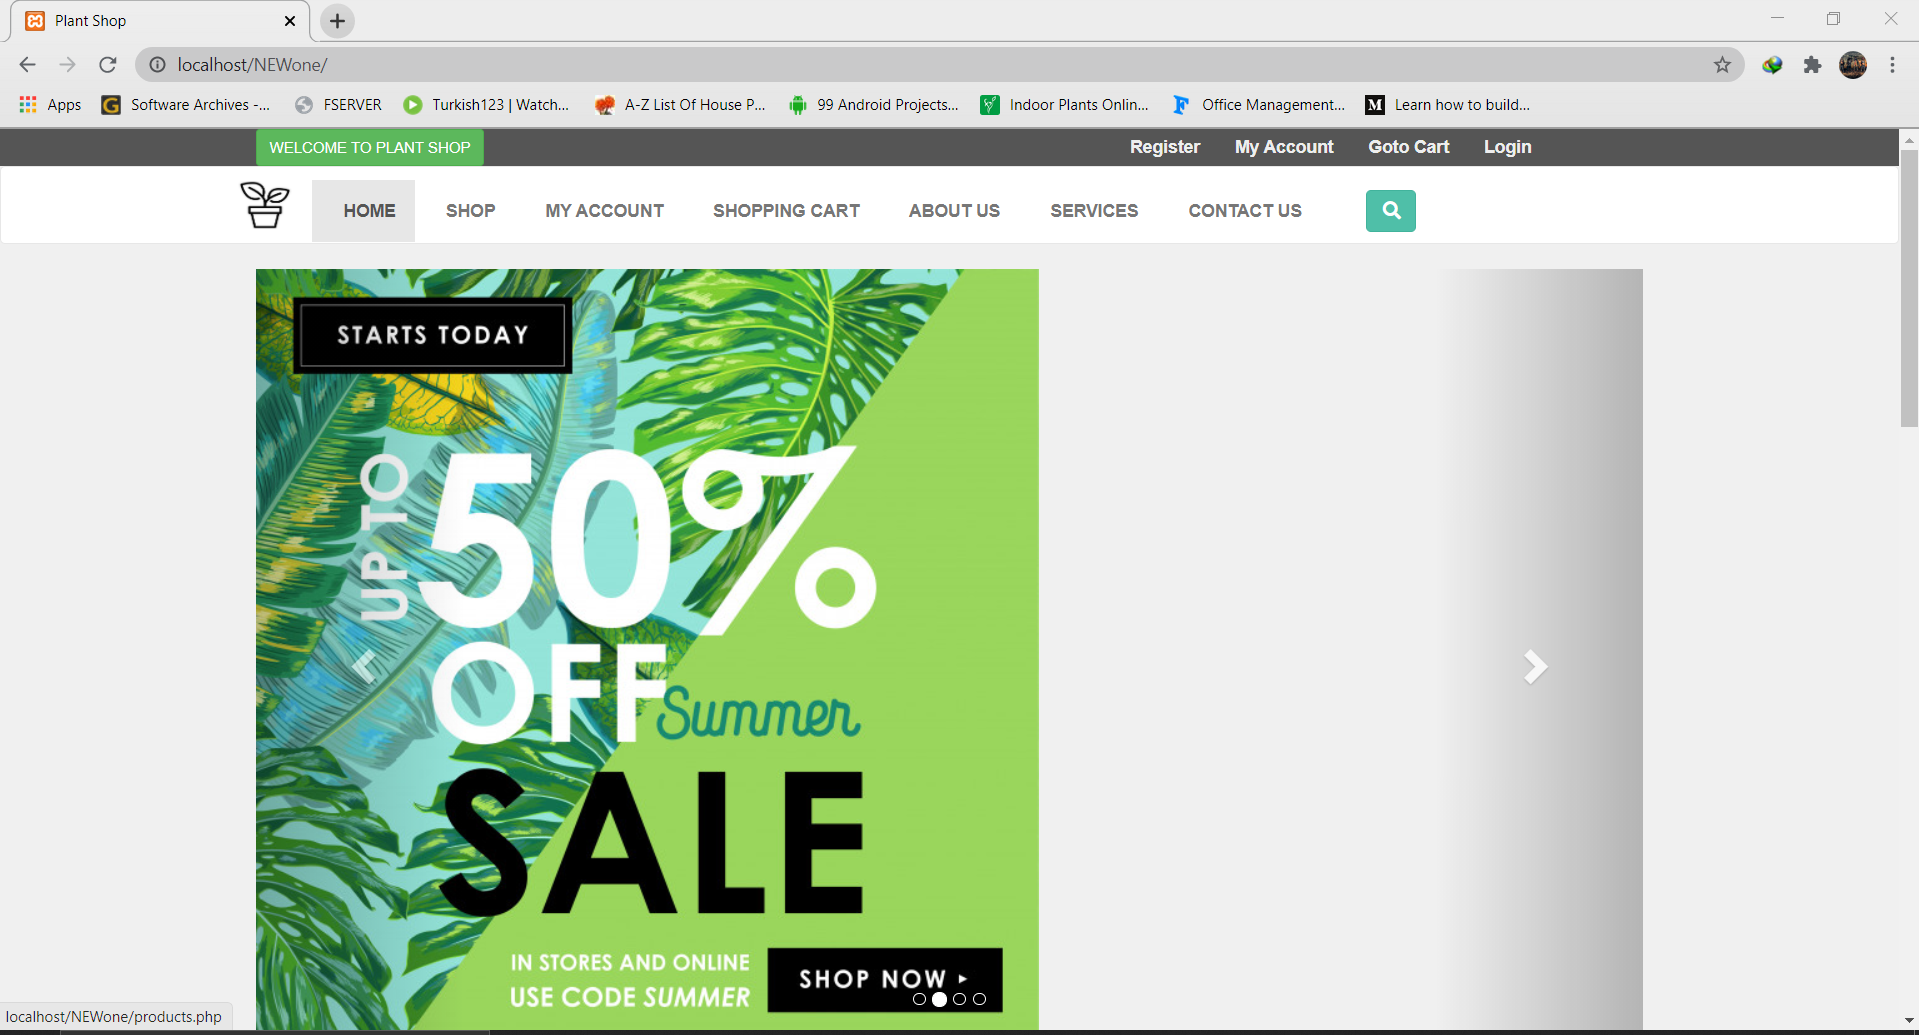 Plant Shop
localhost/NEWone/
Apps
Software Archives -...
FSERVER
Turkish123 | Watch...
A-Z List Of House P...
99 Android Projects...
Indoor Plants Onlin...
Office Management...
Learn how to build...
WELCOME TO PLANT SHOP
Register
My Account
Goto Cart
Login
HOME
SHOP
MY ACCOUNT
SHOPPING CART
ABOUT US
SERVICES
CONTACT US
STARTS TODAY
UP TO
50%
OFF
Summer
SALE
IN STORES AND ONLINE
USE CODE SUMMER
SHOP NOW
localhost/NEWone/products.php